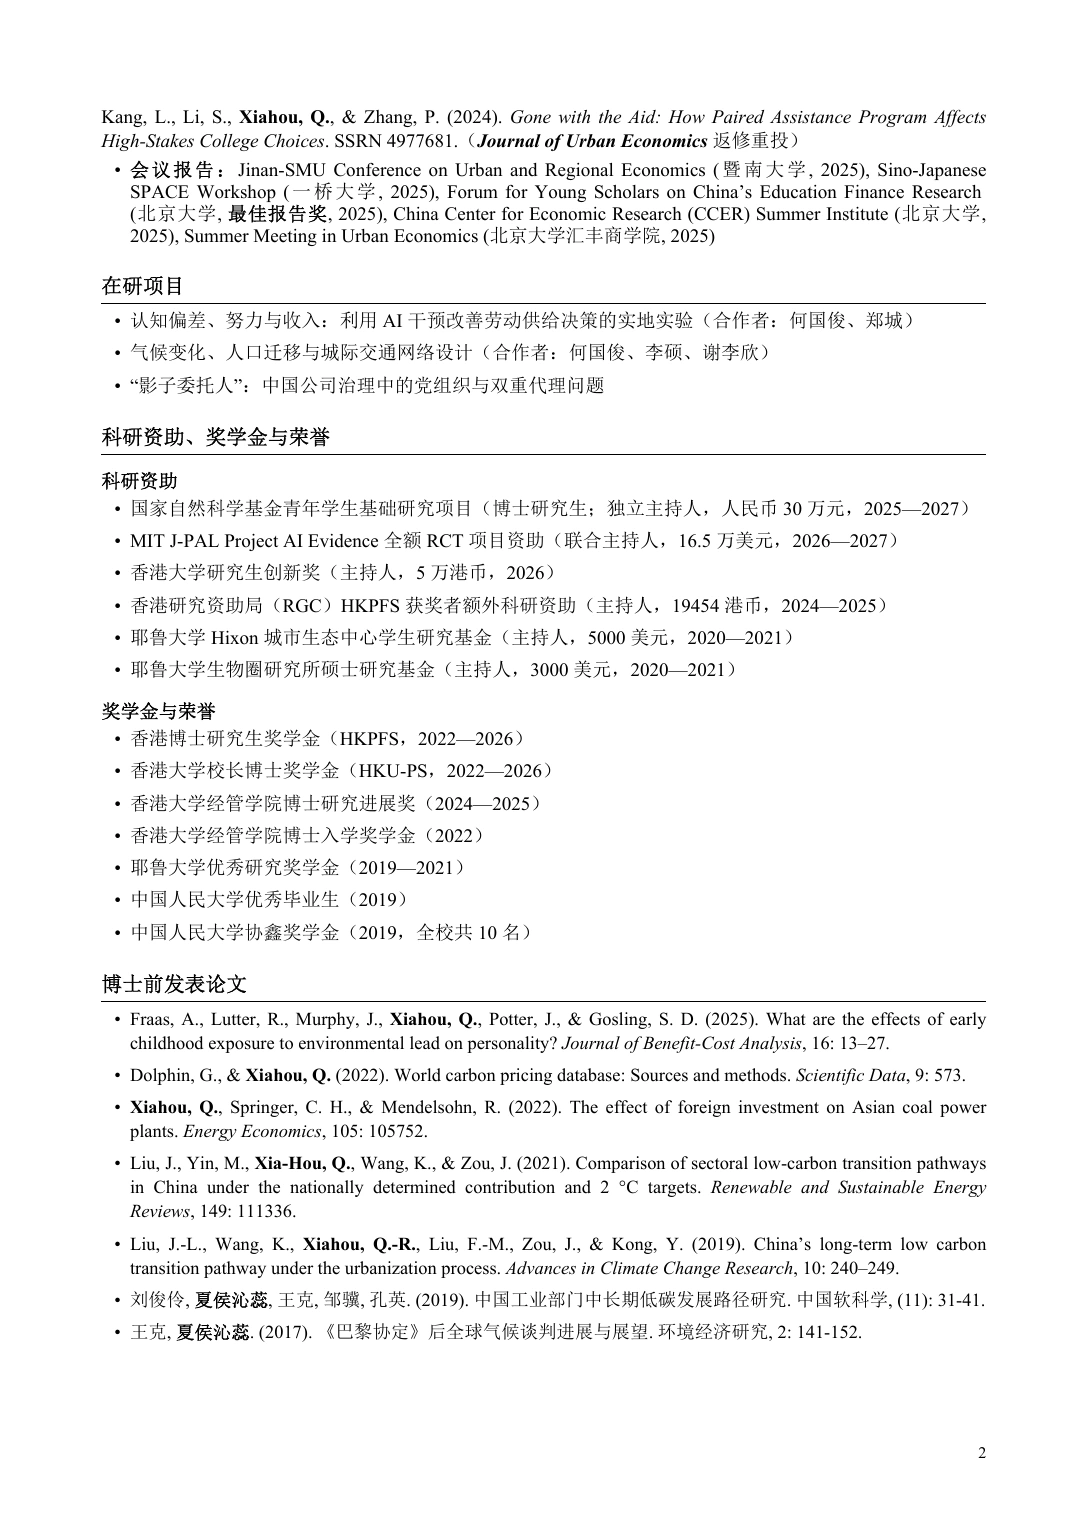 Kang, L., Li, S., Xiahou, Q., & Zhang, P. (2024). Gone with the Aid: How Paired Assistance Program Affects
High-Stakes College Choices. SSRN 4977681.（Journal of Urban Economics 返修重投）
• 会议报告：Jinan-SMU Conference on Urban and Regional Economics (暨南大学, 2025), Sino-Japanese
SPACE Workshop (一桥大学, 2025), Forum for Young Scholars on China’s Education Finance Research
(北京大学, 最佳报告奖, 2025), China Center for Economic Research (CCER) Summer Institute (北京大学,
2025), Summer Meeting in Urban Economics (北京大学汇丰商学院, 2025)
在研项目
• 认知偏差、努力与收入：利用 AI 干预改善劳动供给决策的实地实验（合作者：何国俊、郑城）
• 气候变化、人口迁移与城际交通网络设计（合作者：何国俊、李硕、谢李欣）
• “影子委托人”：中国公司治理中的党组织与双重代理问题
科研资助、奖学金与荣誉
科研资助
• 国家自然科学基金青年学生基础研究项目（博士研究生；独立主持人，人民币 30 万元，2025—2027）
• MIT J-PAL Project AI Evidence 全额 RCT 项目资助（联合主持人，16.5 万美元，2026—2027）
• 香港大学研究生创新奖（主持人，5 万港币，2026）
• 香港研究资助局（RGC）HKPFS 获奖者额外科研资助（主持人，19454 港币，2024—2025）
• 耶鲁大学 Hixon 城市生态中心学生研究基金（主持人，5000 美元，2020—2021）
• 耶鲁大学生物圈研究所硕士研究基金（主持人，3000 美元，2020—2021）
奖学金与荣誉
• 香港博士研究生奖学金（HKPFS，2022—2026）
• 香港大学校长博士奖学金（HKU-PS，2022—2026）
• 香港大学经管学院博士研究进展奖（2024—2025）
• 香港大学经管学院博士入学奖学金（2022）
• 耶鲁大学优秀研究奖学金（2019—2021）
• 中国人民大学优秀毕业生（2019）
• 中国人民大学协鑫奖学金（2019，全校共 10 名）
博士前发表论文
• Fraas, A., Lutter, R., Murphy, J., Xiahou, Q., Potter, J., & Gosling, S. D. (2025). What are the effects of early
childhood exposure to environmental lead on personality? Journal of Benefit-Cost Analysis, 16: 13–27.
• Dolphin, G., & Xiahou, Q. (2022). World carbon pricing database: Sources and methods. Scientific Data, 9: 573.
• Xiahou, Q., Springer, C. H., & Mendelsohn, R. (2022). The effect of foreign investment on Asian coal power
plants. Energy Economics, 105: 105752.
• Liu, J., Yin, M., Xia-Hou, Q., Wang, K., & Zou, J. (2021). Comparison of sectoral low-carbon transition pathways
in China under the nationally determined contribution and 2 °C targets. Renewable and Sustainable Energy
Reviews, 149: 111336.
• Liu, J.-L., Wang, K., Xiahou, Q.-R., Liu, F.-M., Zou, J., & Kong, Y. (2019). China’s long-term low carbon
transition pathway under the urbanization process. Advances in Climate Change Research, 10: 240–249.
• 刘俊伶, 夏侯沁蕊, 王克, 邹骥, 孔英. (2019). 中国工业部门中长期低碳发展路径研究. 中国软科学, (11): 31-41.
• 王克, 夏侯沁蕊. (2017). 《巴黎协定》后全球气候谈判进展与展望. 环境经济研究, 2: 141-152.
2